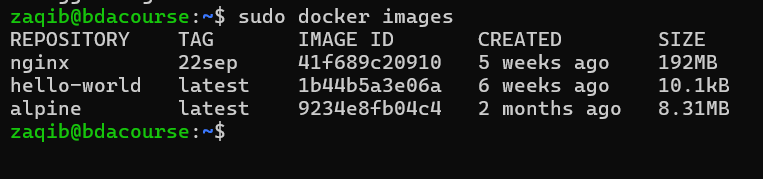 zaqib@bdacourse:~$ sudo docker images
REPOSITORY    TAG       IMAGE ID       CREATED        SIZE
nginx         22sep     41f689c20910   5 weeks ago    192MB
hello-world   latest    1b44b5a3e06a   6 weeks ago    10.1kB
alpine        latest    9234e8fb04c4   2 months ago   8.31MB
zaqib@bdacourse:~$